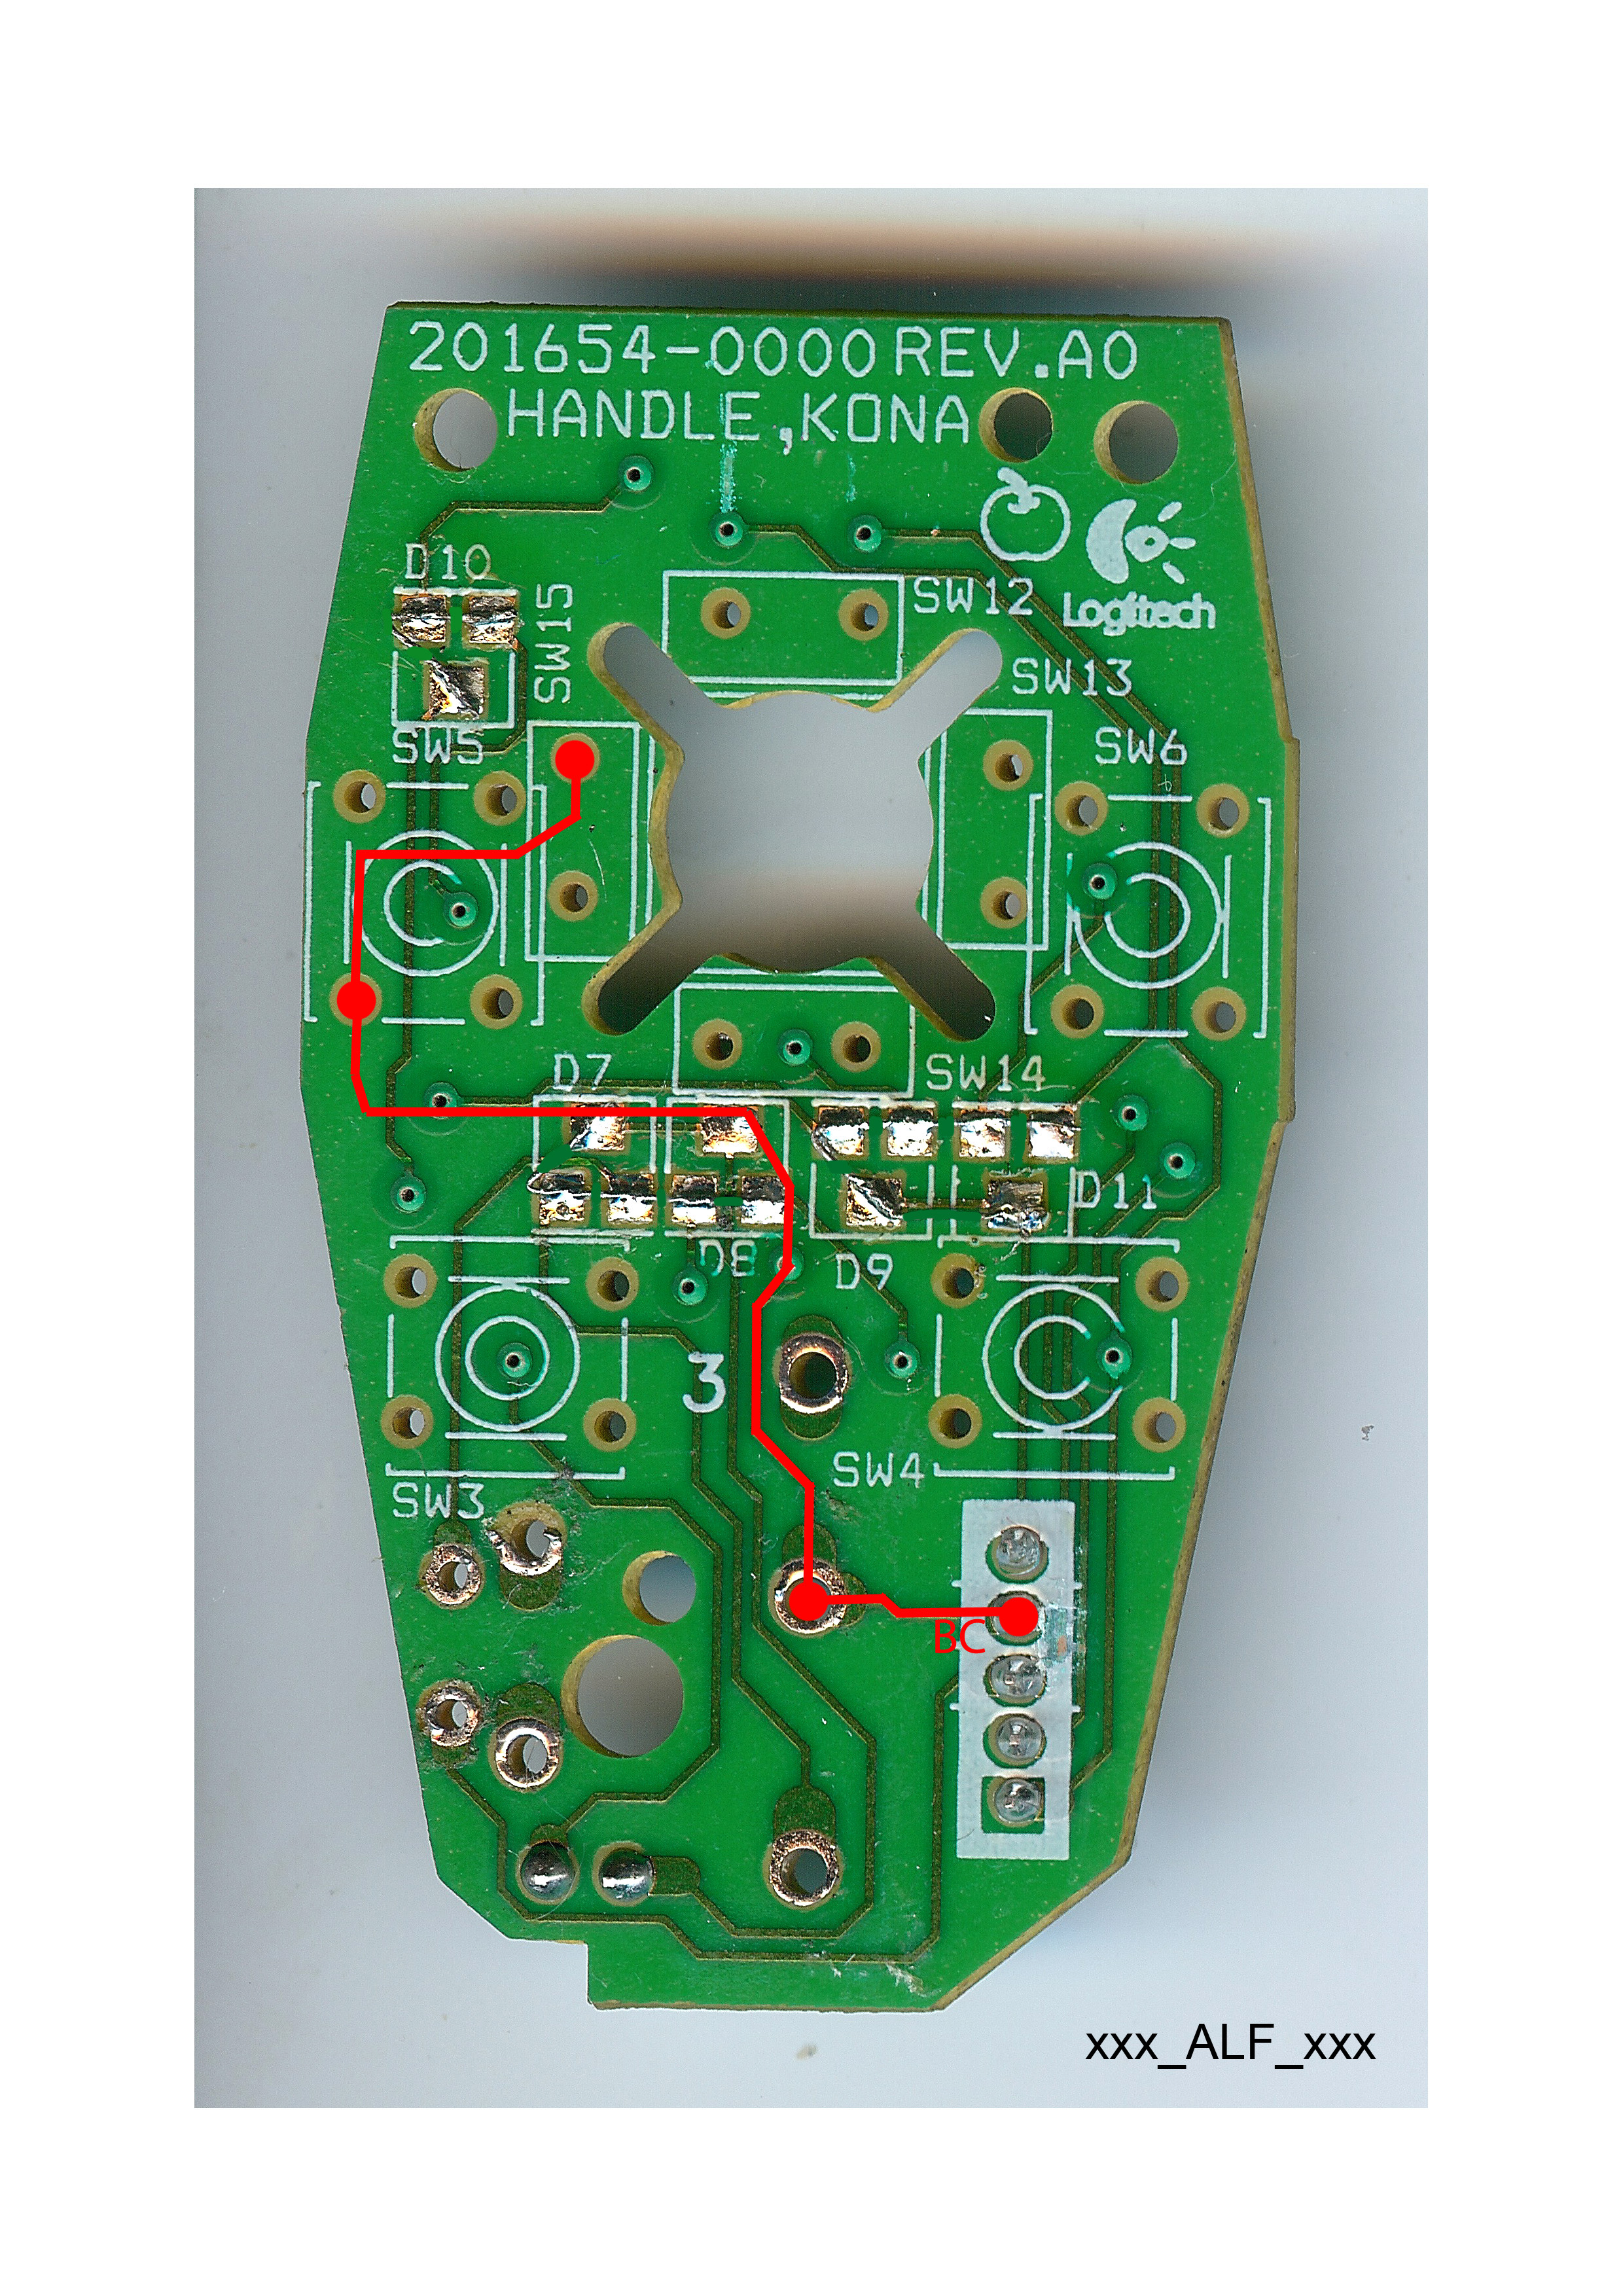 201654-0000 REV.A0
HANDLE,KONA
Logitech
D10
SW15
SW12
SW13
SW5
SW6
D7
SW14
D11
D8
D9
3
SW4
SW3
BC
xxx_ALF_xxx